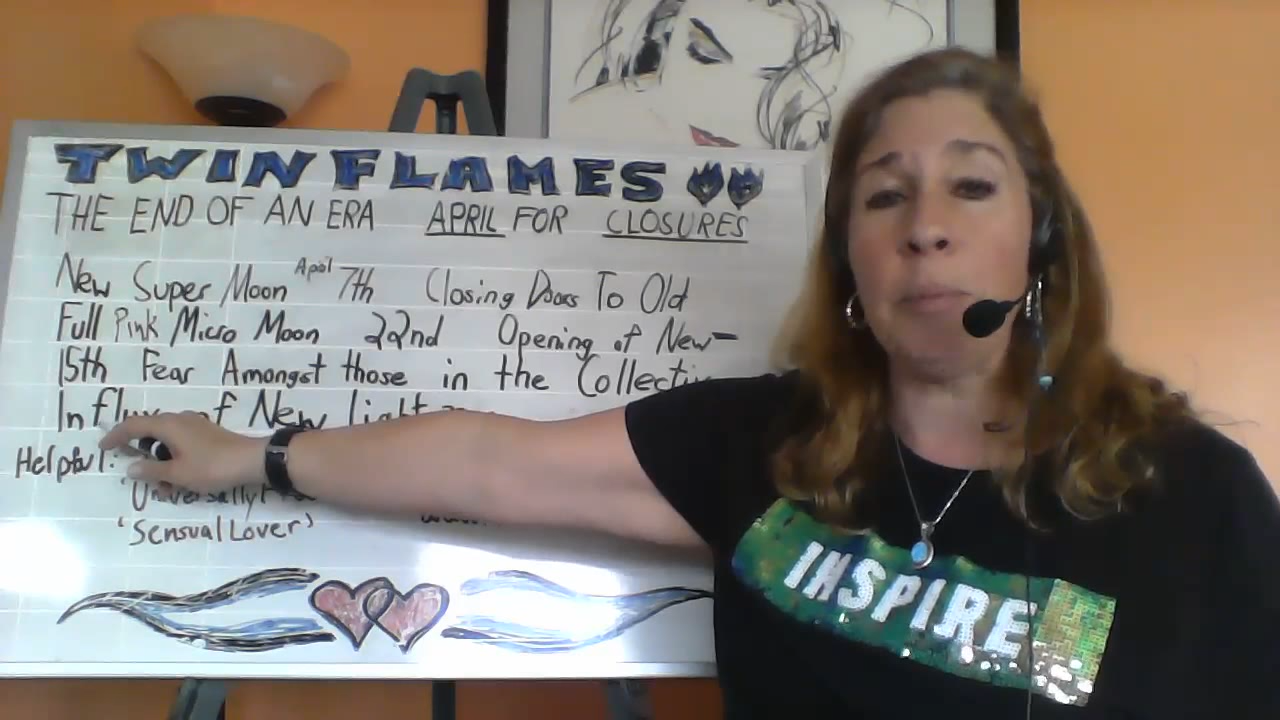 TWIN FLAMES
THE END OF AN ERA APRIL FOR CLOSURES
New Super Moon April 7th Closing Doors To Old
Full Pink Micro Moon 22nd Opening of New-
15th Fear Amongst those in the
of New Light
Helpful:
'Sensual Lover'
INSPIRE